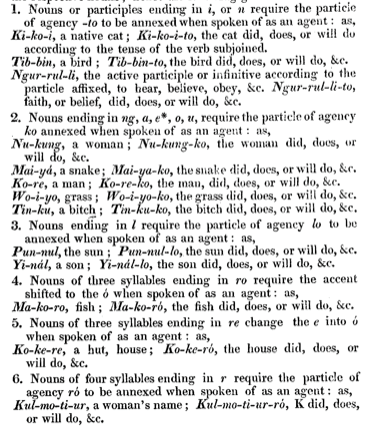 1. Nouns or participles ending in i, or n require the particle
of agency -to to be annexed when spoken of as an agent : as,
Ki-ko-i, a native cat ; Ki-ko-i-to, the cat did, does, or will do
according to the tense of the verb subjoined.
Tib-bin, a bird ; Tib-bin-to, the bird did, does, or will do, &c.
Ngur-rul-li, the active participle or infinitive according to the
particle affixed, to hear, believe, obey, &c. Ngur-rul-li-to,
faith, or belief, did, does, or will do, &c.
2. Nouns ending in ng, a, e*, o, u, require the particle of agency
ko annexed when spoken of as an agent : as,
Nu-kung, a woman ; Nu-kung-ko, the woman did, does, or
will do, &c.
Mai-yá, a snake; Mai-ya-ko, the snake did, does, or will do, &c.
Ko-re, a man ; Ko-re-ko, the man, did, does, or will do, &c.
Wo-i-yo, grass ; Wo-i-yo-ko, the grass did, does, or will do, &c.
Tin-ku, a bitch ; Tin-ku-ko, the bitch did, does, or will do, &c.
3. Nouns ending in l require the particle of agency lo to be
annexed when spoken of as an agent : as,
Pun-nul, the sun ; Pun-nul-lo, the sun did, does, or will do, &c.
Yi-nál, a son ; Yi-nál-lo, the son did, does, or will do, &c.
4. Nouns of three syllables ending in ro require the accent
shifted to the ó when spoken of as an agent : as,
Ma-ko-ro, fish ; Ma-ko-ró, the fish did, does, or will do, &c.
5. Nouns of three syllables ending in re change the e into ó
when spoken of as an agent : as,
Ko-ke-re, a hut, house ; Ko-ke-ró, the house did, does, or
will do, &c.
6. Nouns of four syllables ending in r require the particle of
agency ró to be annexed when spoken of as an agent : as,
Kul-mo-ti-ur, a woman's name ; Kul-mo-ti-ur-ró, K did, does,
or will do, &c.